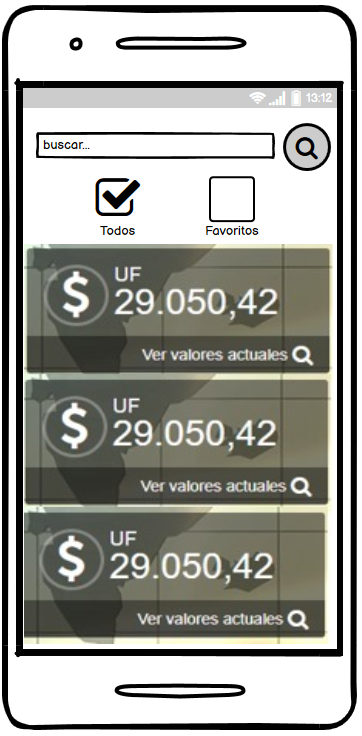 13:12
buscar...
Todos Favoritos
$ UF
29.050,42
Ver valores actuales
$ UF
29.050,42
Ver valores actuales
$ UF
29.050,42
Ver valores actuales